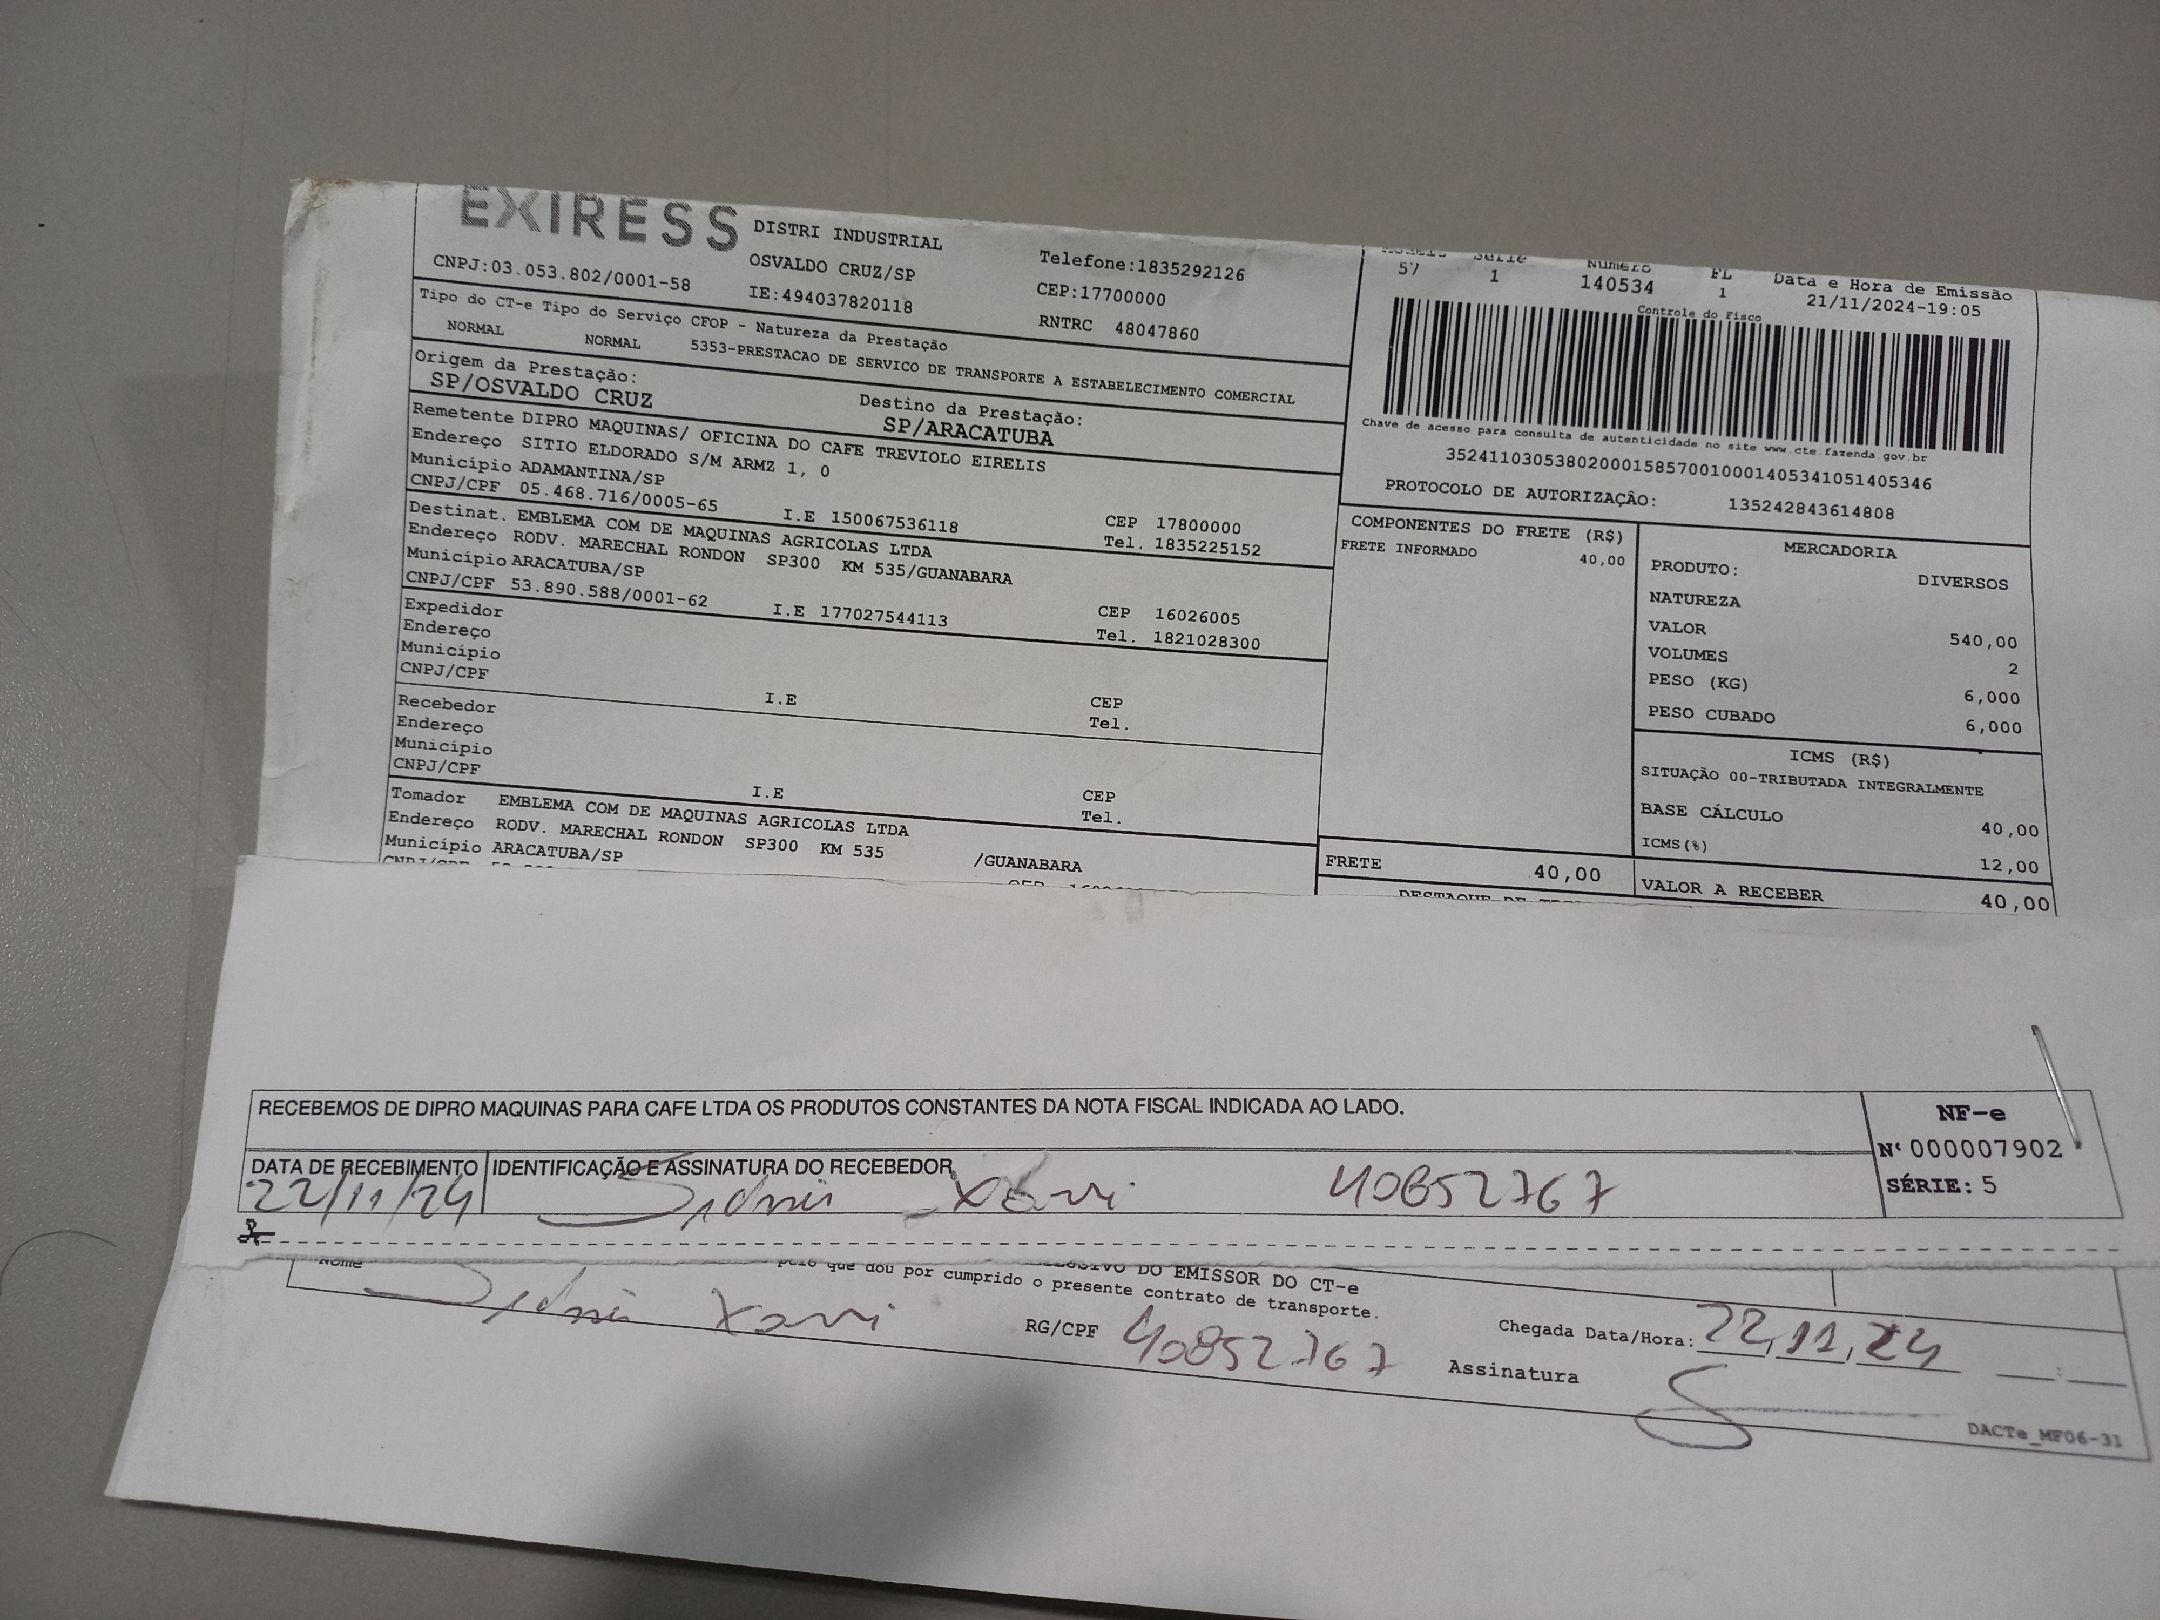 EXIRESS
DISTRI INDUSTRIAL
CNPJ:03.053.802/0001-58
OSVALDO CRUZ/SP
IE:494037820118
Telefone:1835292126
CEP:17700000
RNTRC 48047860
Tipo do CT-e Tipo do Serviço CFOP - Natureza da Prestação
NORMAL NORMAL 5353-PRESTACAO DE SERVICO DE TRANSPORTE A ESTABELECIMENTO COMERCIAL
Origem da Prestação:
SP/OSVALDO CRUZ
Destino da Prestação:
SP/ARACATUBA
Remetente DIPRO MAQUINAS/ OFICINA DO CAFE TREVIOLO EIRELIS
Endereço SITIO ELDORADO S/M ARMZ 1, 0
Município ADAMANTINA/SP
CNPJ/CPF 05.468.716/0005-65 I.E 150067536118
CEP 17800000
Tel. 1835225152
Destinat. EMBLEMA COM DE MAQUINAS AGRICOLAS LTDA
Endereço RODV. MARECHAL RONDON SP300 KM 535/GUANABARA
Município ARACATUBA/SP
CNPJ/CPF 53.890.588/0001-62 I.E 177027544113
CEP 16026005
Tel. 1821028300
Expedidor
Endereço
Município
CNPJ/CPF
I.E
CEP
Tel.
Recebedor
Endereço
Município
CNPJ/CPF
I.E
CEP
Tel.
Tomador EMBLEMA COM DE MAQUINAS AGRICOLAS LTDA
Endereço RODV. MARECHAL RONDON SP300 KM 535 /GUANABARA
Município ARACATUBA/SP
Série Número FL Data e Hora de Emissão
57 1 140534 1 21/11/2024-19:05
Controle do Fisco
Chave de acesso para consulta de autenticidade no site www.cte.fazenda.gov.br
35241103053802000158570010001405341051405346
PROTOCOLO DE AUTORIZAÇÃO: 135242843614808
COMPONENTES DO FRETE (R$)
FRETE INFORMADO 40,00
MERCADORIA
PRODUTO: DIVERSOS
NATUREZA
VALOR 540,00
VOLUMES 2
PESO (KG) 6,000
PESO CUBADO 6,000
ICMS (R$)
SITUAÇÃO 00-TRIBUTADA INTEGRALMENTE
BASE CÁLCULO 40,00
ICMS(%) 12,00
FRETE 40,00
VALOR A RECEBER 40,00
RECEBEMOS DE DIPRO MAQUINAS PARA CAFE LTDA OS PRODUTOS CONSTANTES DA NOTA FISCAL INDICADA AO LADO.
NF-e
000007902
SÉRIE: 5
DATA DE RECEBIMENTO
IDENTIFICAÇÃO E ASSINATURA DO RECEBEDOR
22/11/24
40852767
DO EMISSOR DO CT-e
que dou por cumprido o presente contrato de transporte.
Nome
RG/CPF 40852767
Chegada Data/Hora: 22,11,24
Assinatura
DACTe_MF06-31